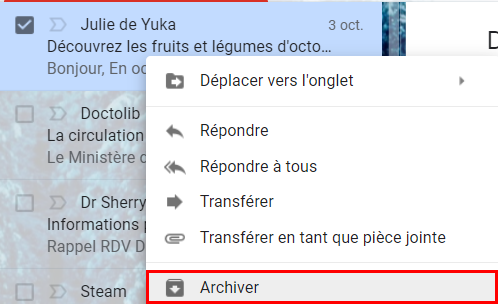 Julie de Yuka 3 oct.
Découvrez les fruits et légumes d'octo…
Bonjour, En oc
D
Déplacer vers l'onglet
Doctolib
Répondre
La circulation
Le Ministère d
Répondre à tous
Dr Sherry
Transférer
Informations p
Rappel RDV D
Transférer en tant que pièce jointe
Steam
Archiver